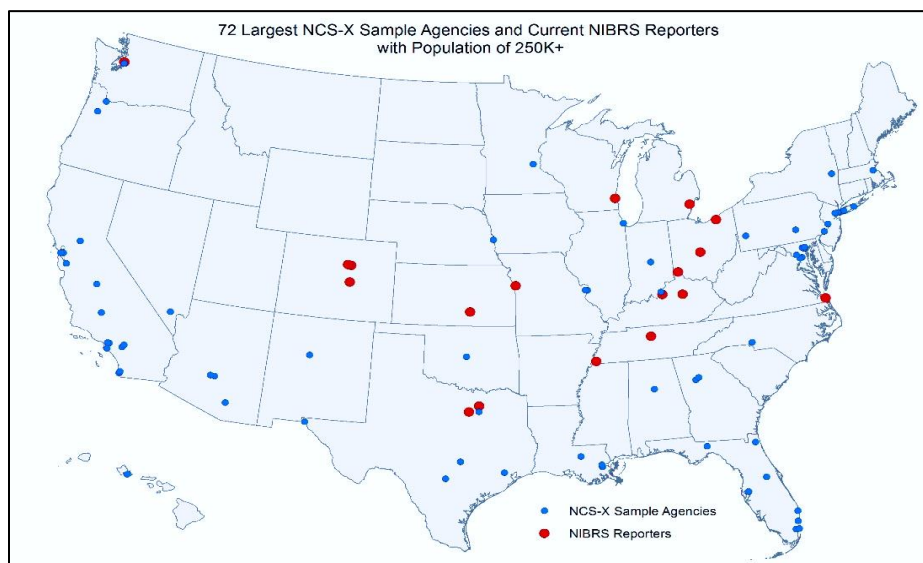 72 Largest NCS-X Sample Agencies and Current NIBRS Reporters
with Population of 250K+
NCS-X Sample Agencies
NIBRS Reporters